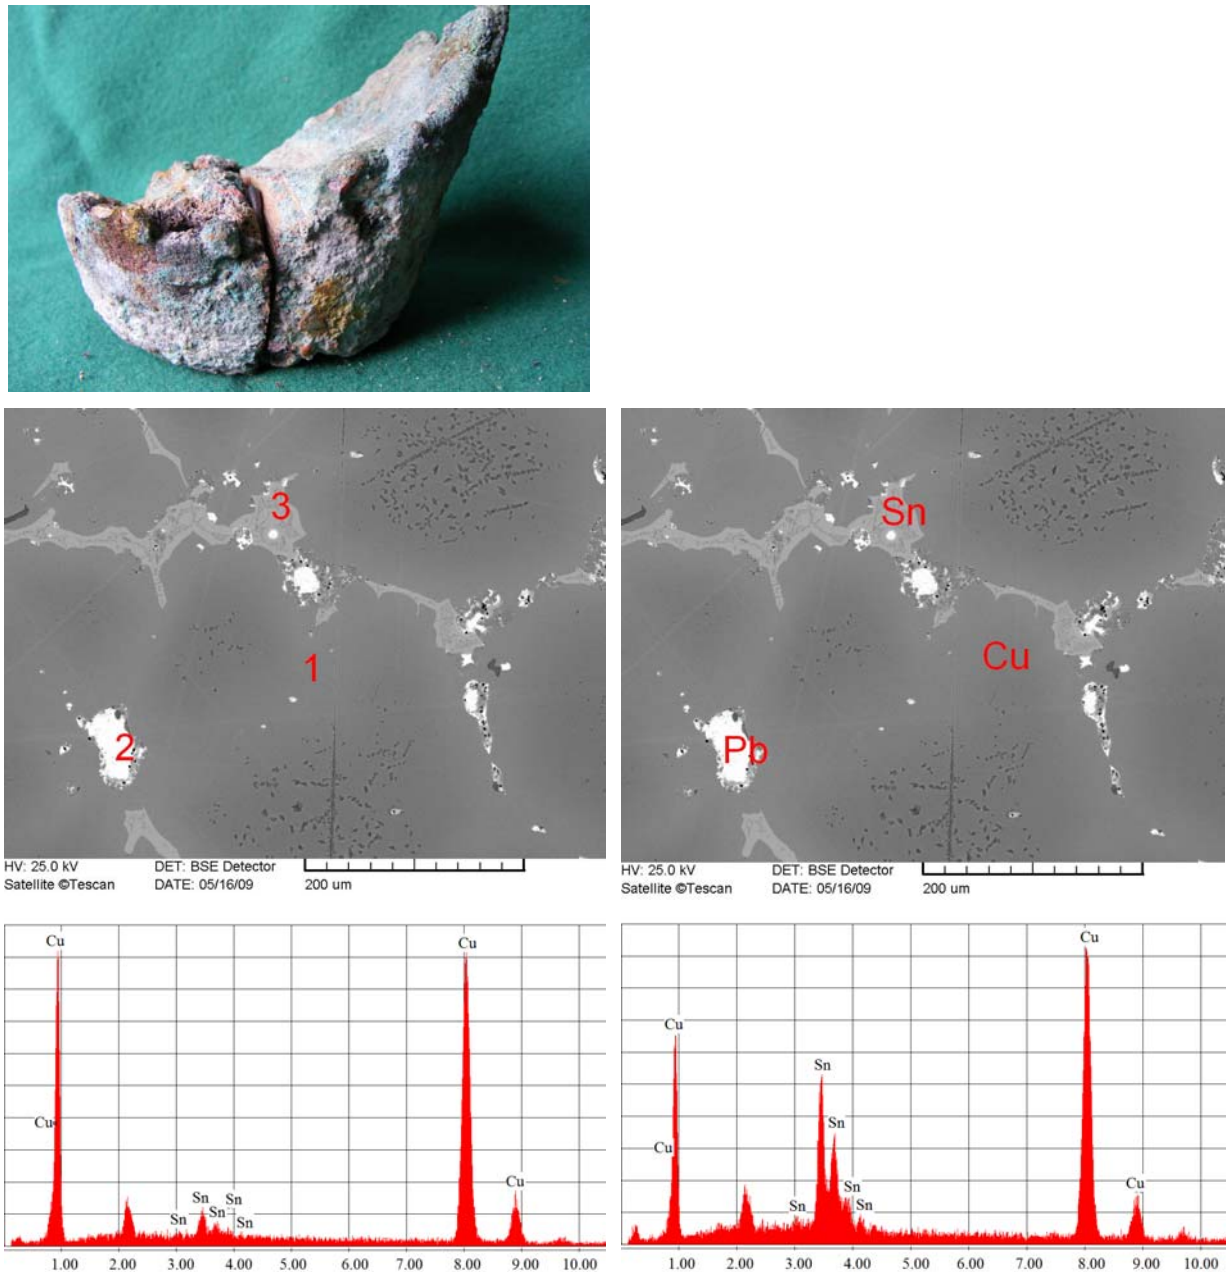 3
1
2
HV: 25.0 kV DET: BSE Detector
Satellite ©Tescan DATE: 05/16/09 200 um
Sn
Cu
Pb
HV: 25.0 kV DET: BSE Detector
Satellite ©Tescan DATE: 05/16/09 200 um
Cu
Cu
Cu
Sn
Sn
Sn
Sn
Sn
Cu
1.00 2.00 3.00 4.00 5.00 6.00 7.00 8.00 9.00 10.00
Cu
Cu
Sn
Sn
Cu
Sn
Sn
Sn
Cu
1.00 2.00 3.00 4.00 5.00 6.00 7.00 8.00 9.00 10.00